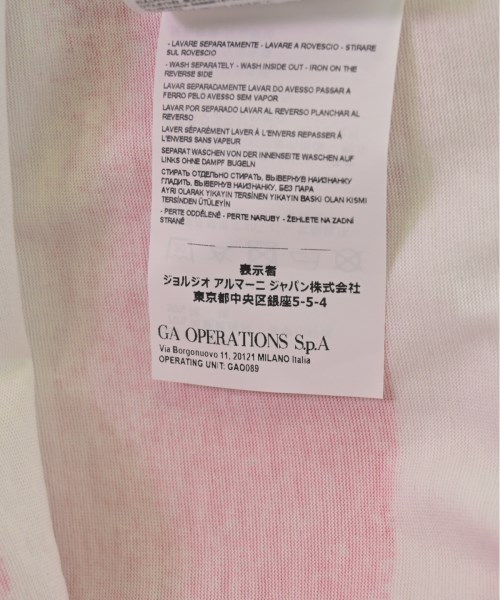 - LAVARE SEPARATAMENTE - LAVARE A ROVESCIO - STIRARE
SUL ROVESCIO
- WASH SEPARATELY - WASH INSIDE OUT - IRON ON THE
REVERSE SIDE
LAVAR SEPARADAMENTE LAVAR DO AVESSO PASSAR A
FERRO PELO AVESSO SEM VAPOR
LAVAR POR SEPARADO LAVAR AL REVERSO PLANCHAR AL
REVERSO
LAVER SÉPARÉMENT LAVER À L'ENVERS REPASSER À
L'ENVERS SANS VAPEUR
SEPARAT WASCHEN VON DER INNENSEITE WASCHEN AUF
LINKS OHNE DAMPF BUGELN
СТИРАТЬ ОТДЕЛЬНО СТИРАТЬ, ВЫВЕРНУВ НАИЗНАНКУ
ГЛАДИТЬ, ВЫВЕРНУВ НАИЗНАНКУ, БЕЗ ПАРА
AYRI OLARAK YIKAYIN TERSİNDEN YIKAYIN BASKI OLAN KISMI
TERSİNDEN ÜTÜLEYİN
- PERTE ODDĚLENĚ - PERTE NARUBY - ŽEHLETE NA ZADNÍ
STRANĚ
表示者
ジョルジオ アルマーニ ジャパン株式会社
東京都中央区銀座5-5-4
GA OPERATIONS S.p.A
Via Borgonuovo 11, 20121 MILANO Italia
OPERATING UNIT: GAO089